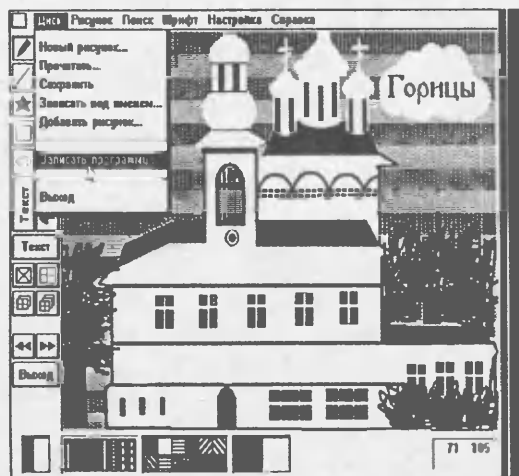 Диск Рисунок Поиск Шрифт Настройка Справка
Новый рисунок...
Прочитать...
Сохранить
Записать под именем...
Добавить рисунок...
Записать программу
Выход
Текст
Текст
Выход
Горицы
71 105